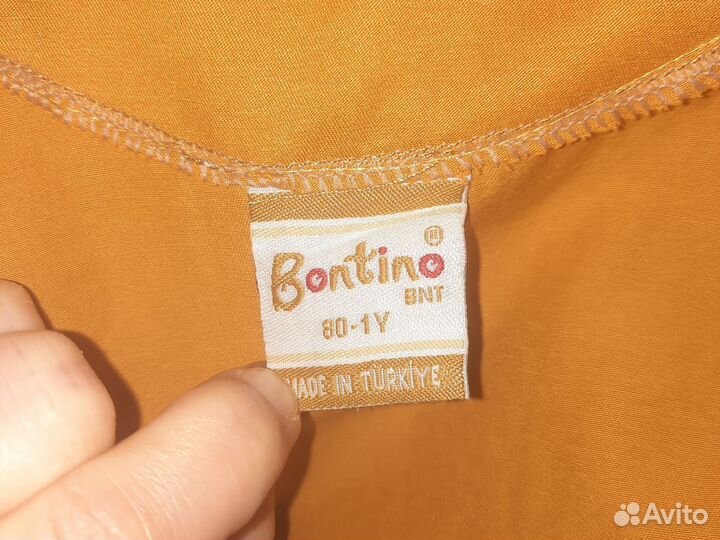 Bontino ®
BNT
80-1Y
MADE IN TÜRKİYE
Avito